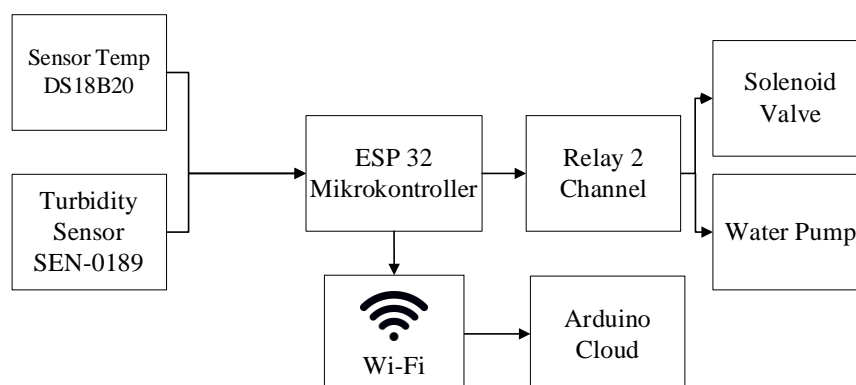 Sensor Temp
DS18B20
Turbidity
Sensor
SEN-0189
ESP 32
Mikrokontroller
Relay 2
Channel
Solenoid
Valve
Water Pump
Wi-Fi
Arduino
Cloud